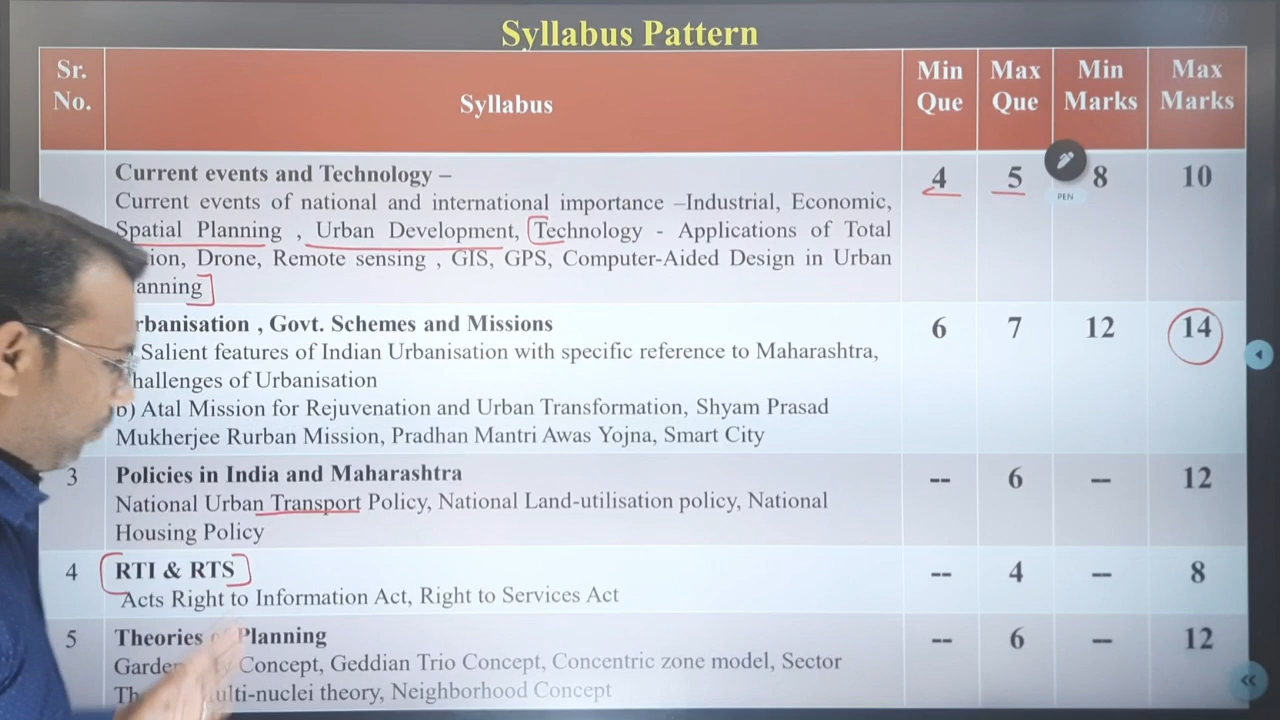 Syllabus Pattern
Sr. No.
Syllabus
Min Que
Max Que
Min Marks
Max Marks
Current events and Technology – 4 5 8 10
PEN
Current events of national and international importance –Industrial, Economic,
Spatial Planning , Urban Development, Technology - Applications of Total
Drone, Remote sensing , GIS, GPS, Computer-Aided Design in Urban
anning
rbanisation , Govt. Schemes and Missions 6 7 12 14
Salient features of Indian Urbanisation with specific reference to Maharashtra,
hallenges of Urbanisation
b) Atal Mission for Rejuvenation and Urban Transformation, Shyam Prasad
Mukherjee Rurban Mission, Pradhan Mantri Awas Yojna, Smart City
3 Policies in India and Maharashtra -- 6 -- 12
National Urban Transport Policy, National Land-utilisation policy, National
Housing Policy
4 RTI & RTS -- 4 -- 8
Acts Right to Information Act, Right to Services Act
5 Theories Planning -- 6 -- 12
Garde Concept, Geddian Trio Concept, Concentric zone model, Sector
ulti-nuclei theory, Neighborhood Concept